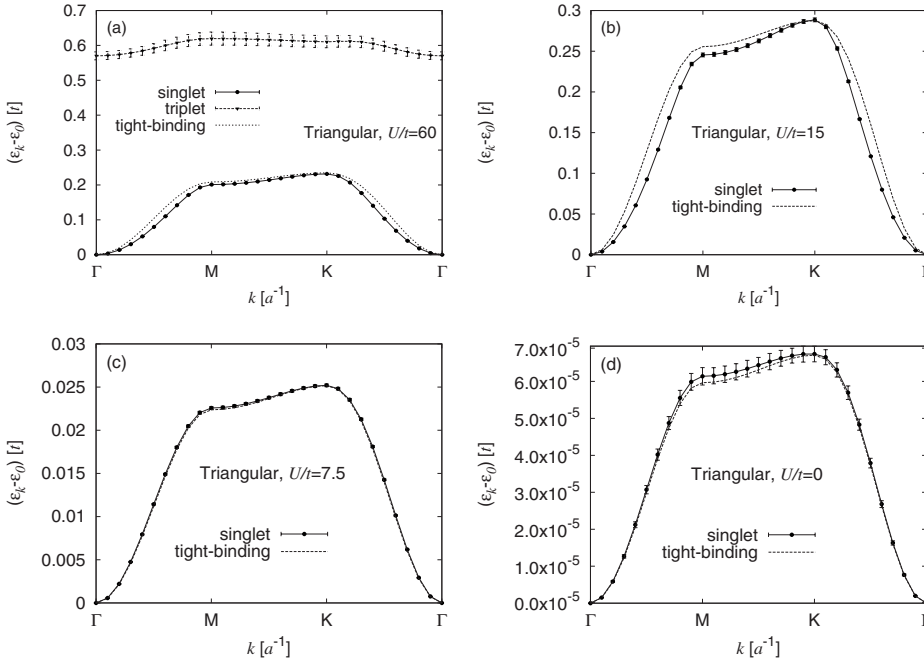 (a)
0.7
0.6
0.5
0.4
0.3
0.2
0.1
0
(εk-ε0) [t]
singlet
triplet
tight-binding
Triangular, U/t=60
Γ M K Γ
k [a⁻¹]
(b)
0.3
0.25
0.2
0.15
0.1
0.05
0
(εk-ε0) [t]
Triangular, U/t=15
singlet
tight-binding
Γ M K Γ
k [a⁻¹]
(c)
0.03
0.025
0.02
0.015
0.01
0.005
0
(εk-ε0) [t]
Triangular, U/t=7.5
singlet
tight-binding
Γ M K Γ
k [a⁻¹]
(d)
7.0x10⁻⁵
6.0x10⁻⁵
5.0x10⁻⁵
4.0x10⁻⁵
3.0x10⁻⁵
2.0x10⁻⁵
1.0x10⁻⁵
0.0x10⁻⁵
(εk-ε0) [t]
Triangular, U/t=0
singlet
tight-binding
Γ M K Γ
k [a⁻¹]